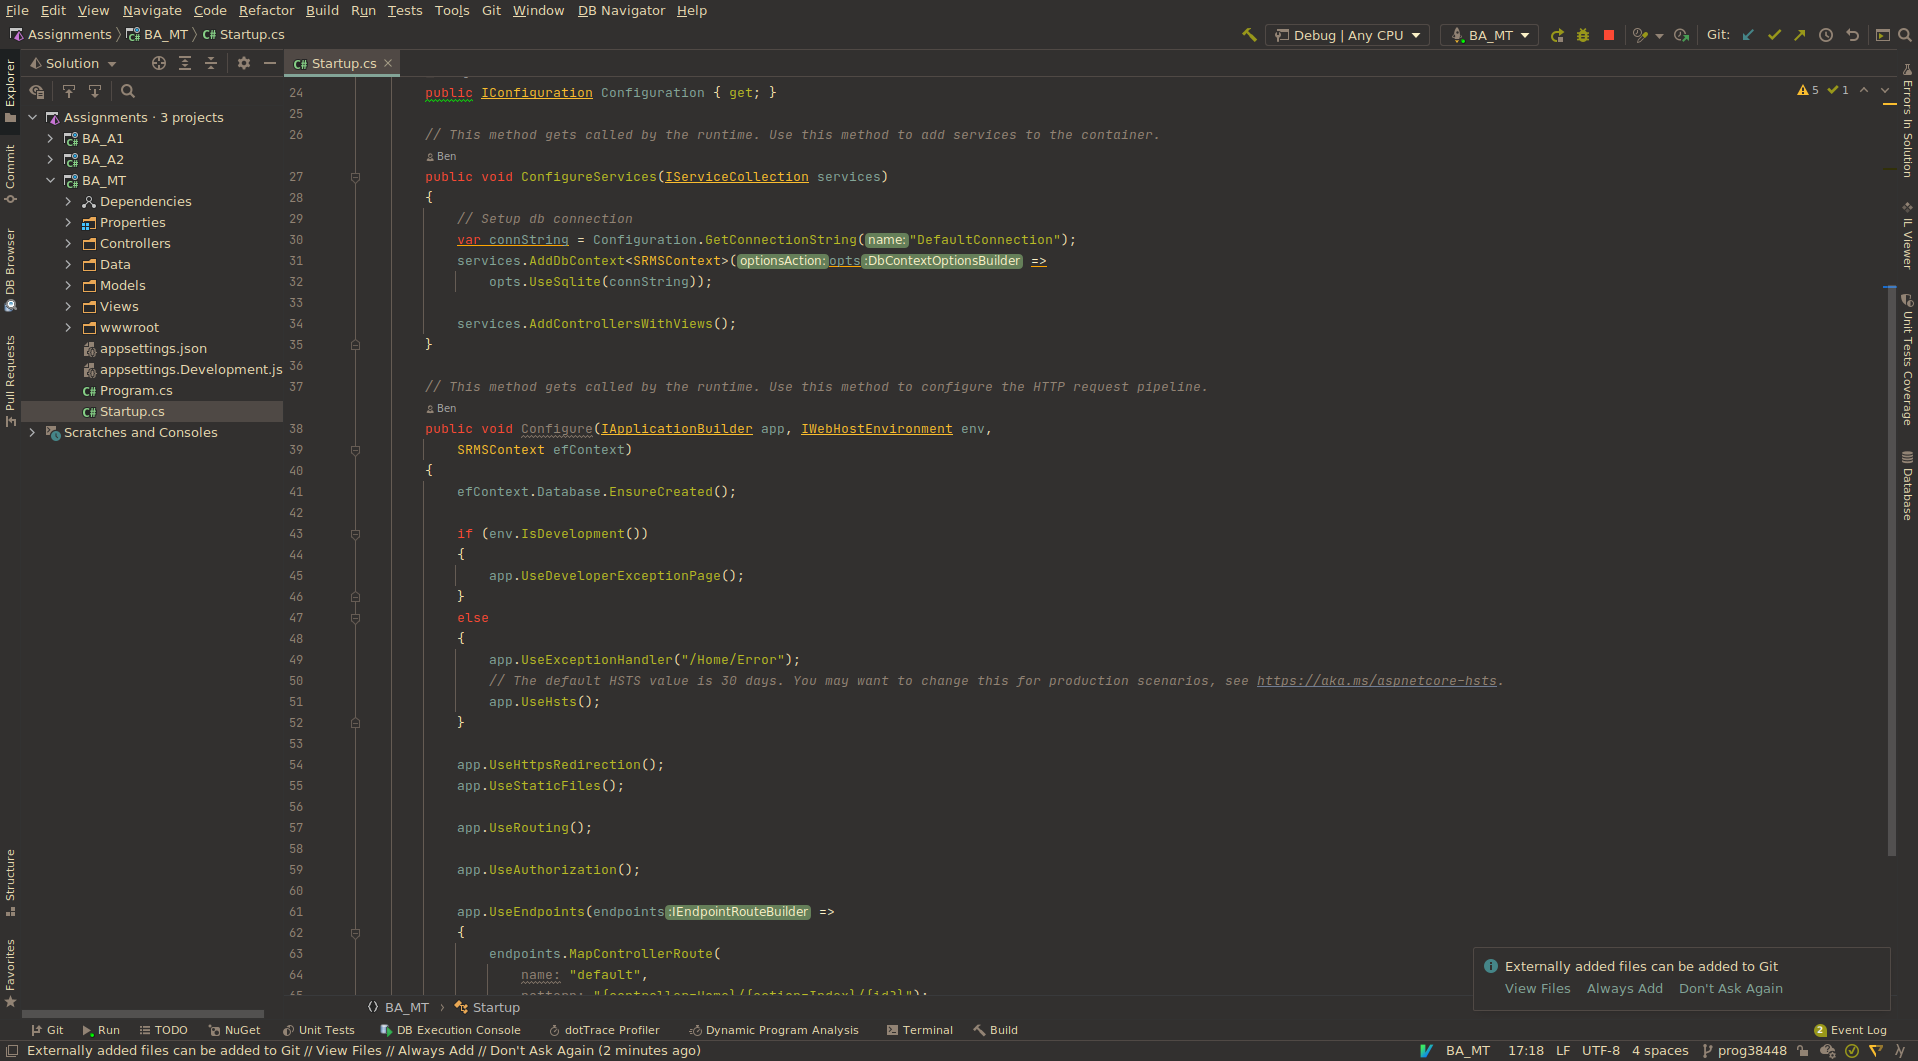 File Edit View Navigate Code Refactor Build Run Tests Tools Git Window DB Navigator Help
Assignments BA_MT C# Startup.cs
Debug | Any CPU BA_MT Git:
Solution
C# Startup.cs
Explorer
Commit
DB Browser
Pull Requests
Structure
Favorites
Assignments · 3 projects
BA_A1
BA_A2
BA_MT
Dependencies
Properties
Controllers
Data
Models
Views
wwwroot
appsettings.json
appsettings.Development.js
C# Program.cs
C# Startup.cs
Scratches and Consoles
5 1
24 public IConfiguration Configuration { get; }
25
26 // This method gets called by the runtime. Use this method to add services to the container.
Ben
27 public void ConfigureServices(IServiceCollection services)
28 {
29 // Setup db connection
30 var connString = Configuration.GetConnectionString(name: "DefaultConnection");
31 services.AddDbContext<SRMSContext>(optionsAction: opts :DbContextOptionsBuilder =>
32 opts.UseSqlite(connString));
33
34 services.AddControllersWithViews();
35 }
36
37 // This method gets called by the runtime. Use this method to configure the HTTP request pipeline.
Ben
38 public void Configure(IApplicationBuilder app, IWebHostEnvironment env,
39 SRMSContext efContext)
40 {
41 efContext.Database.EnsureCreated();
42
43 if (env.IsDevelopment())
44 {
45 app.UseDeveloperExceptionPage();
46 }
47 else
48 {
49 app.UseExceptionHandler("/Home/Error");
50 // The default HSTS value is 30 days. You may want to change this for production scenarios, see https://aka.ms/aspnetcore-hsts.
51 app.UseHsts();
52 }
53
54 app.UseHttpsRedirection();
55 app.UseStaticFiles();
56
57 app.UseRouting();
58
59 app.UseAuthorization();
60
61 app.UseEndpoints(endpoints :IEndpointRouteBuilder =>
62 {
63 endpoints.MapControllerRoute(
64 name: "default",
65 pattern: "{controller=Home}/{action=Index}/{id?}");
Errors In Solution
IL Viewer
Unit Tests Coverage
Database
Externally added files can be added to Git
View Files Always Add Don't Ask Again
BA_MT Startup
Git Run TODO NuGet Unit Tests DB Execution Console dotTrace Profiler Dynamic Program Analysis Terminal Build 2 Event Log
Externally added files can be added to Git // View Files // Always Add // Don't Ask Again (2 minutes ago) BA_MT 17:18 LF UTF-8 4 spaces prog38448